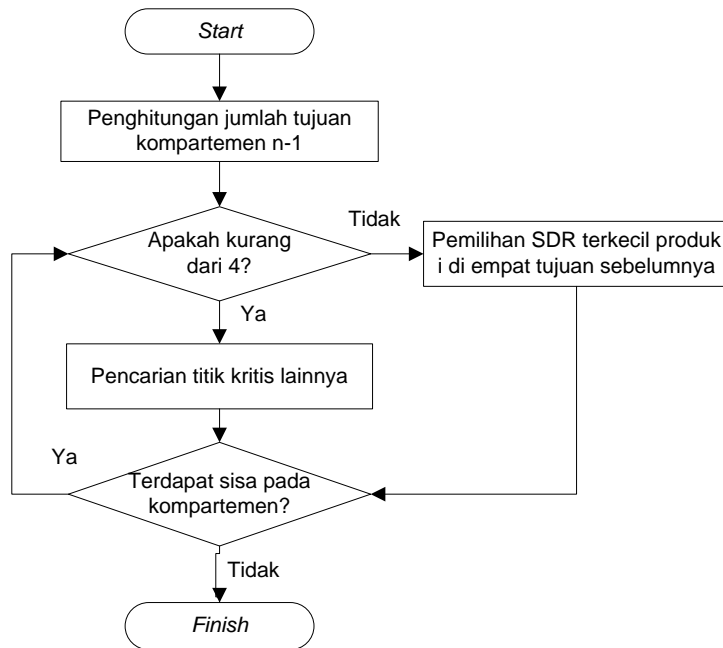 Start
Penghitungan jumlah tujuan
kompartemen n-1
Apakah kurang
dari 4?
Tidak
Pemilihan SDR terkecil produk
i di empat tujuan sebelumnya
Ya
Pencarian titik kritis lainnya
Ya
Terdapat sisa pada
kompartemen?
Tidak
Finish